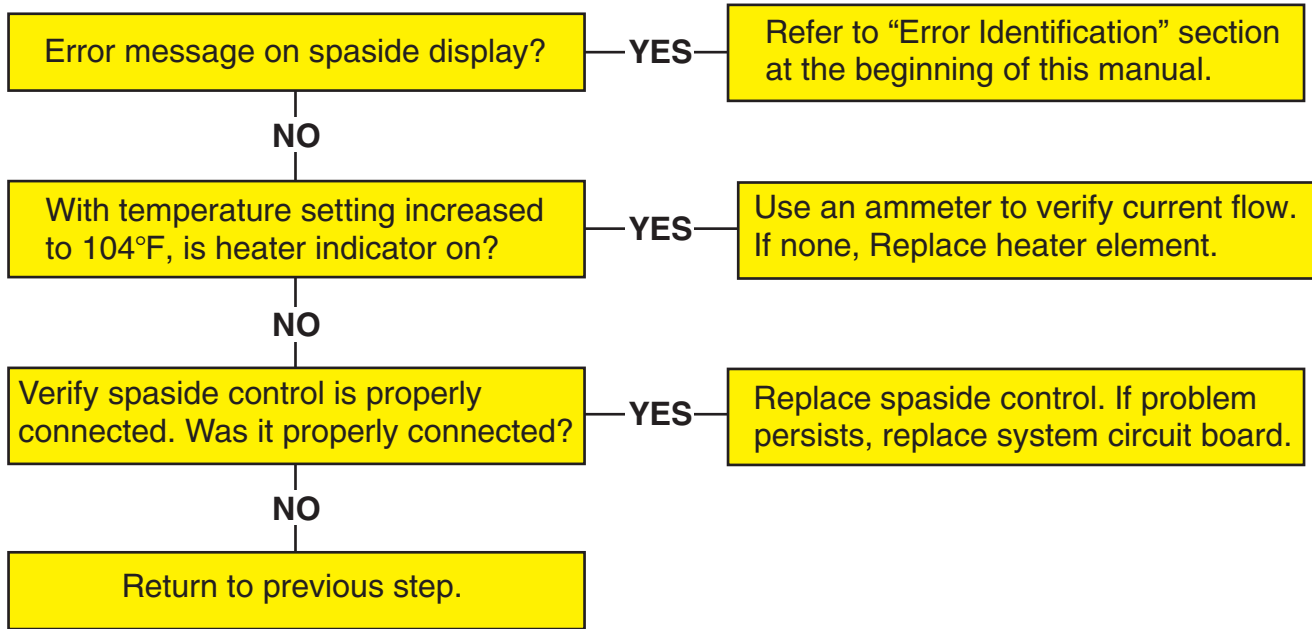 Error message on spaside display?
YES
Refer to “Error Identification” section
at the beginning of this manual.
NO
With temperature setting increased
to 104°F, is heater indicator on?
YES
Use an ammeter to verify current flow.
If none, Replace heater element.
NO
Verify spaside control is properly
connected. Was it properly connected?
YES
Replace spaside control. If problem
persists, replace system circuit board.
NO
Return to previous step.